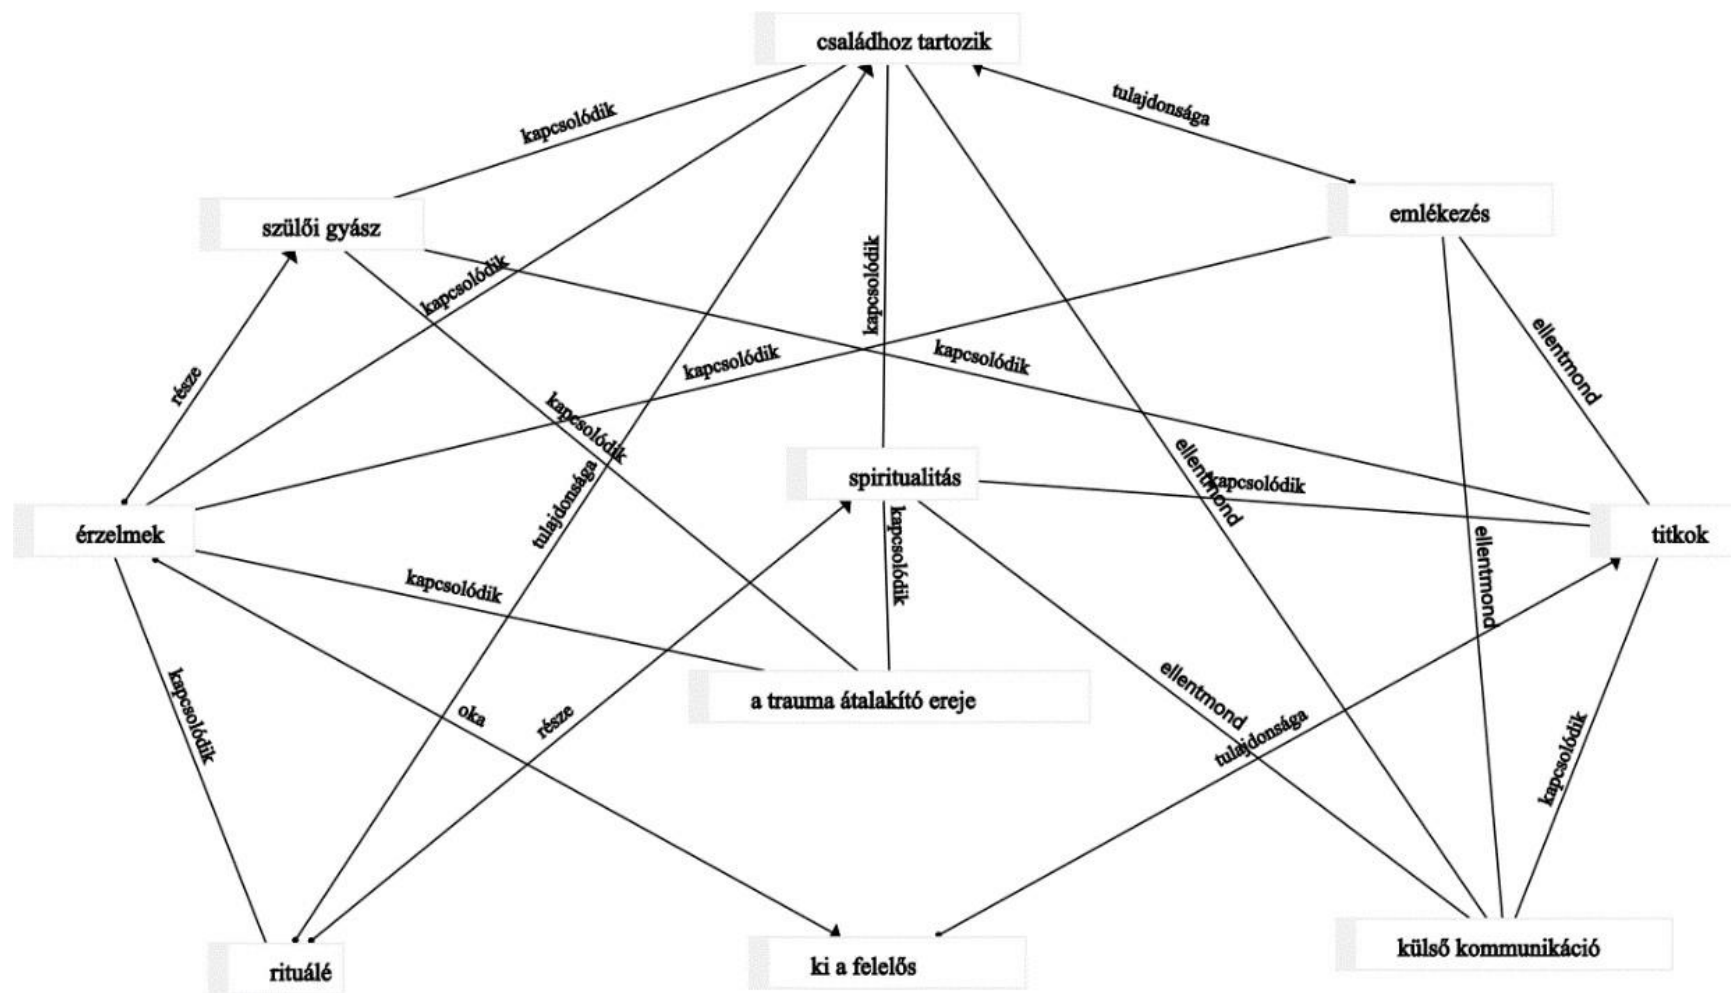 családhoz tartozik
tulajdonsága
kapcsolódik
szülői gyász
emlékezés
kapcsolódik
kapcsolódik
kapcsolódik
kapcsolódik
ellentmond
része
kapcsolódik
tulajdonsága
ellentmond
kapcsolódik
spiritualitás
érzelmek
titkok
kapcsolódik
kapcsolódik
ellentmond
kapcsolódik
a trauma átalakító ereje
oka
része
ellentmond
tulajdonsága
kapcsolódik
rituálé
ki a felelős
külső kommunikáció